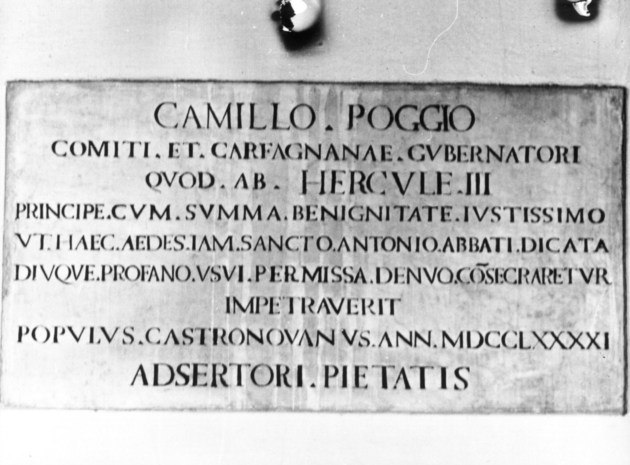 CAMILLO. POGGIO
COMITI. ET. CARFAGNANAE. GVBERNATORI
QVOD. AB. HERCVLE. III
PRINCIPE. CVM. SVMMA. BENIGNITATE. IVSTISSIMO
VT. HAEC. AEDES. IAM. SANCTO. ANTONIO. ABBATI. DICATA
DIVQVE. PROFANO. VSVI. PERMISSA. DENVO. CÕSECRARETVR
IMPETRAVERIT
POPVLVS. CASTRONOVANVS. ANN. MDCCLXXXXI
ADSERTORI. PIETATIS